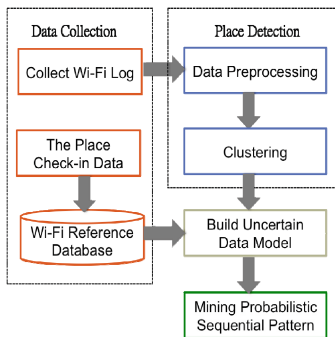 Data Collection
Place Detection
Collect Wi-Fi Log
Data Preprocessing
The Place
Check-in Data
Clustering
Wi-Fi Reference
Database
Build Uncertain
Data Model
Mining Probabilistic
Sequential Pattern